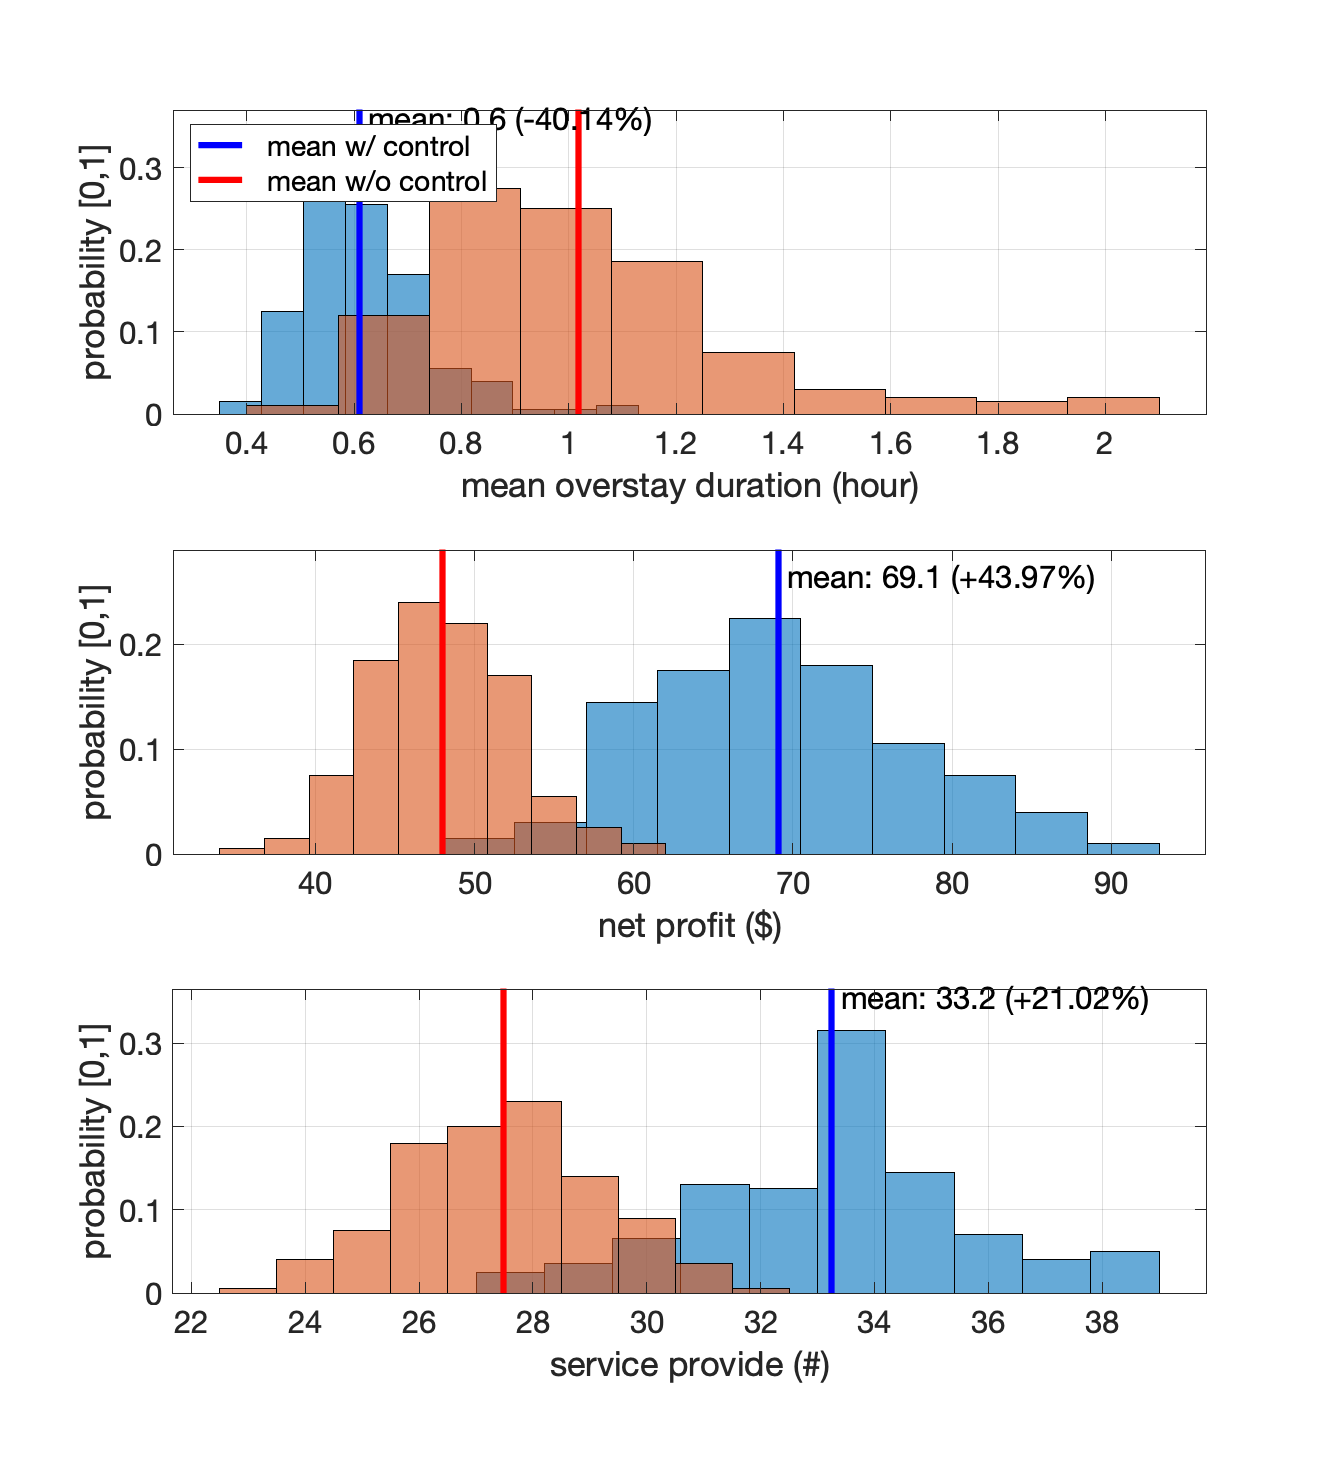 mean: 0.6 (-40.14%)
mean w/ control
mean w/o control
probability [0,1]
0.3
0.2
0.1
0
0.4 0.6 0.8 1 1.2 1.4 1.6 1.8 2
mean overstay duration (hour)
mean: 69.1 (+43.97%)
probability [0,1]
0.2
0.1
0
40 50 60 70 80 90
net profit ($)
mean: 33.2 (+21.02%)
probability [0,1]
0.3
0.2
0.1
0
22 24 26 28 30 32 34 36 38
service provide (#)